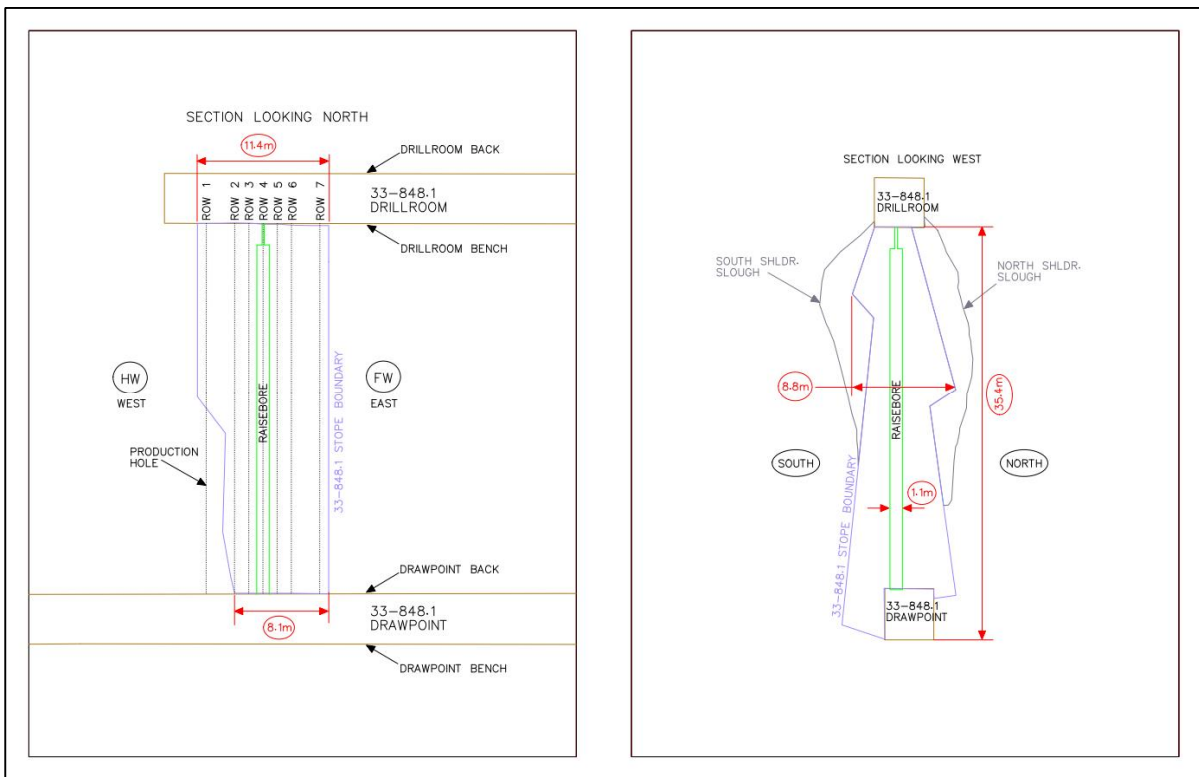 SECTION LOOKING NORTH
11.4m
DRILLROOM BACK
ROW 1
ROW 2
ROW 3
ROW 4
ROW 5
ROW 6
ROW 7
33-848.1
DRILLROOM
DRILLROOM BENCH
HW
WEST
FW
EAST
RAISEBORE
33-848.1 STOPE BOUNDARY
PRODUCTION
HOLE
DRAWPOINT BACK
33-848.1
DRAWPOINT
8.1m
DRAWPOINT BENCH
SECTION LOOKING WEST
33-848.1
DRILLROOM
SOUTH SHLDR.
SLOUGH
NORTH SHLDR.
SLOUGH
8.8m
35.4m
RAISEBORE
SOUTH
NORTH
1.1m
33-848.1 STOPE BOUNDARY
33-848.1
DRAWPOINT